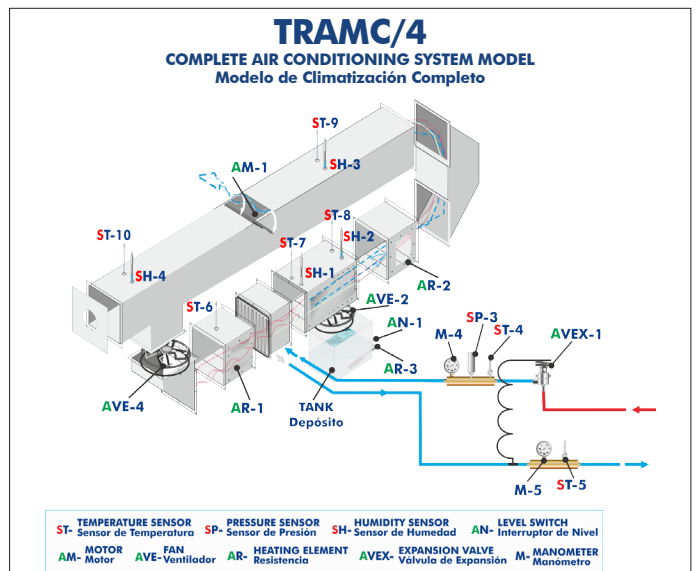 TRAMC/4
COMPLETE AIR CONDITIONING SYSTEM MODEL
Modelo de Climatización Completo
ST-9
AM-1
SH-3
ST-10
ST-8
ST-7
SH-2
SH-4
SH-1
AR-2
ST-6
AVE-2
SP-3
AN-1
M-4
ST-4
AVEX-1
AR-3
AVE-4
AR-1
TANK
Depósito
M-5
ST-5
ST- TEMPERATURE SENSOR Sensor de Temperatura
SP- PRESSURE SENSOR Sensor de Presión
SH- HUMIDITY SENSOR Sensor de Humedad
AN- LEVEL SWITCH Interruptor de Nivel
AM- MOTOR Motor
AVE- FAN Ventilador
AR- HEATING ELEMENT Resistencia
AVEX- EXPANSION VALVE Válvula de Expansión
M- MANOMETER Manómetro